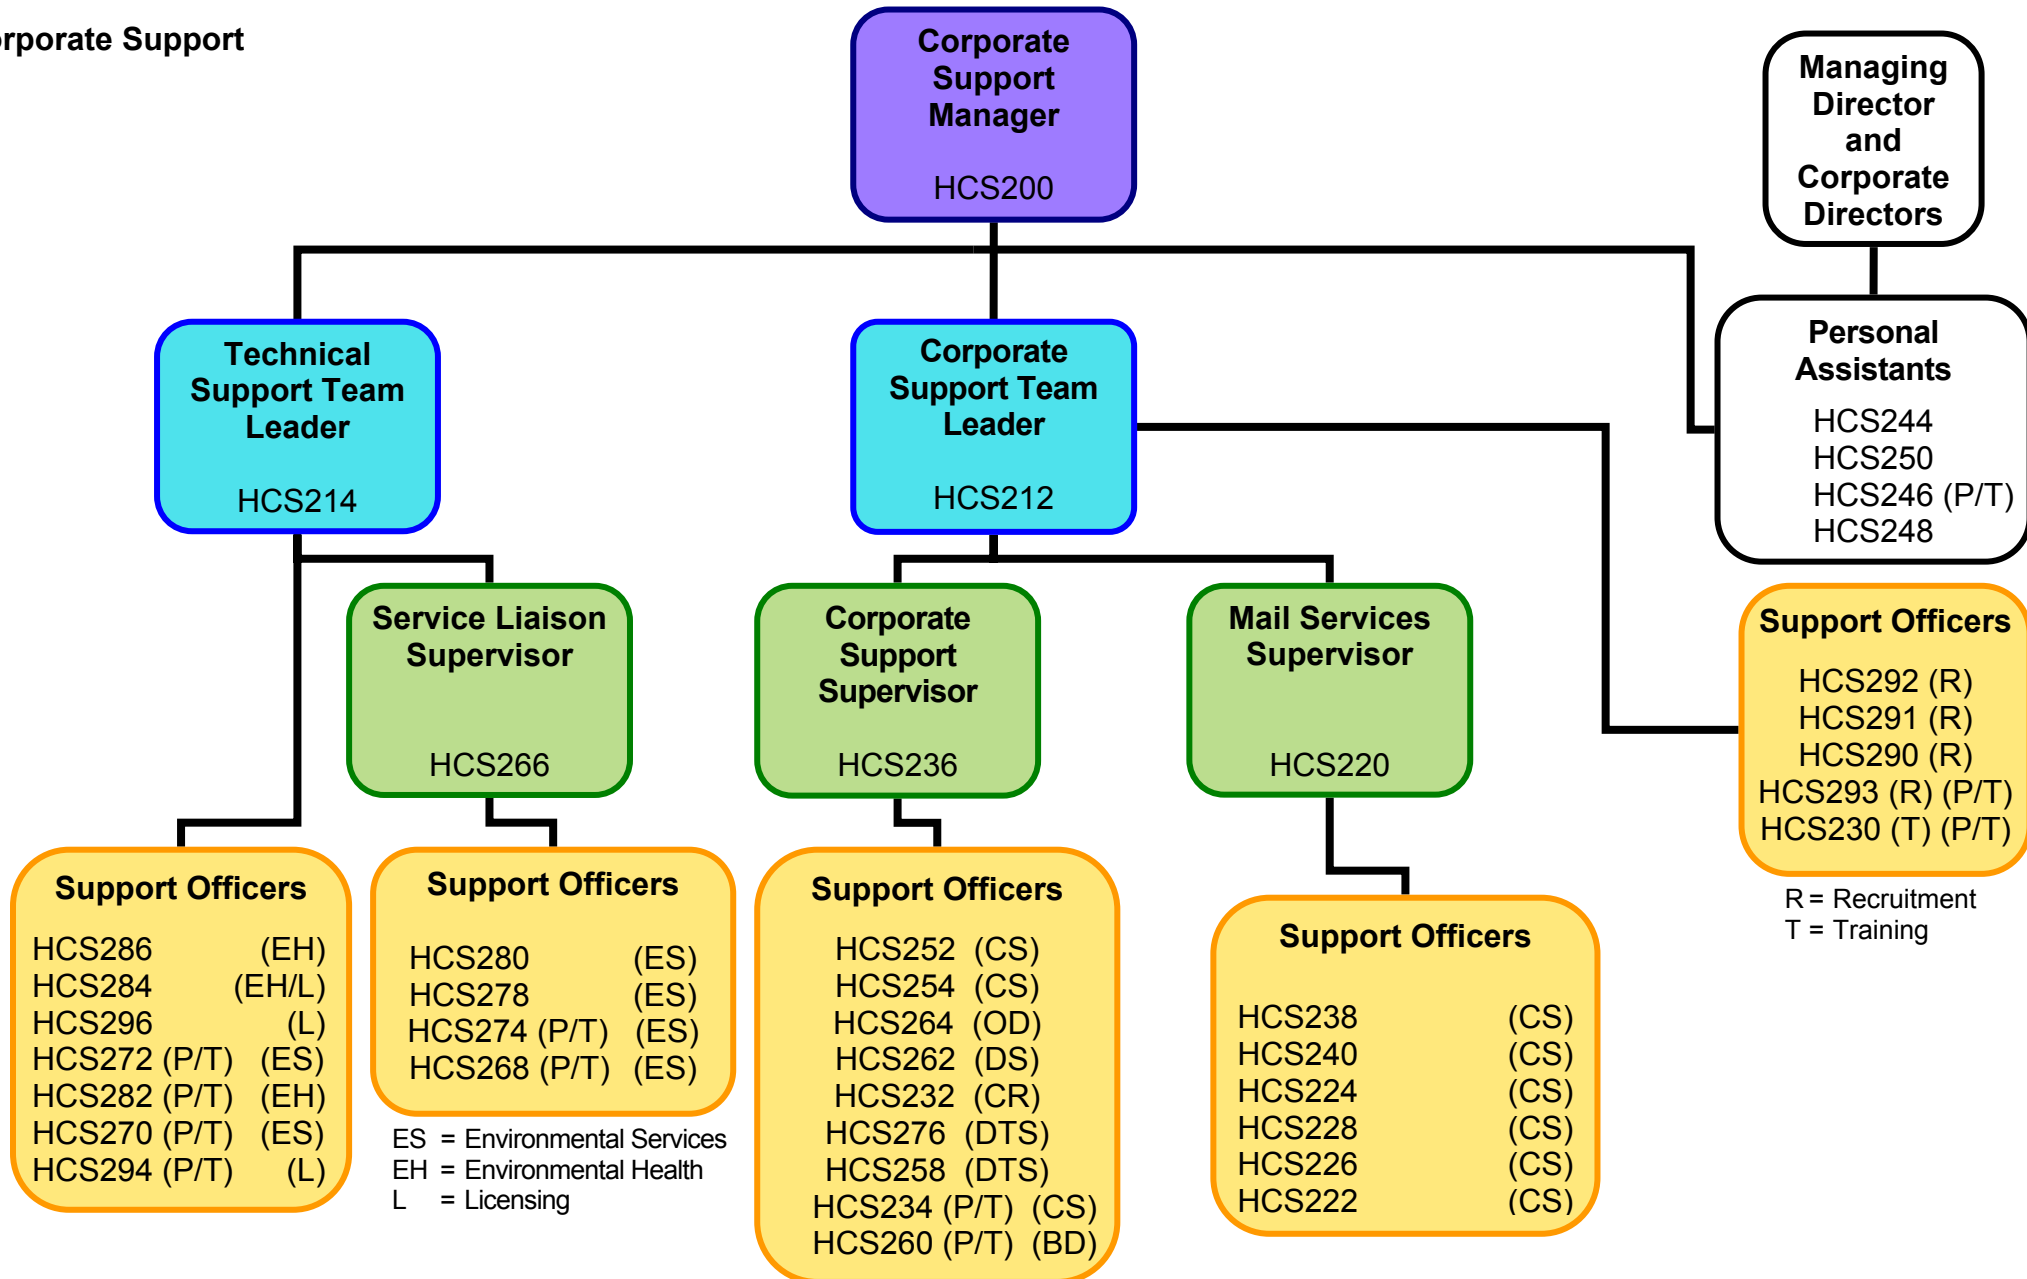 orporate Support
Corporate
Support
Manager
HCS200
Managing
Director
and
Corporate
Directors
Technical
Support Team
Leader
HCS214
Corporate
Support Team
Leader
HCS212
Personal
Assistants
HCS244
HCS250
HCS246 (P/T)
HCS248
Service Liaison
Supervisor
HCS266
Corporate
Support
Supervisor
HCS236
Mail Services
Supervisor
HCS220
Support Officers
HCS292 (R)
HCS291 (R)
HCS290 (R)
HCS293 (R) (P/T)
HCS230 (T) (P/T)
R = Recruitment
T = Training
Support Officers
HCS286 (EH)
HCS284 (EH/L)
HCS296 (L)
HCS272 (P/T) (ES)
HCS282 (P/T) (EH)
HCS270 (P/T) (ES)
HCS294 (P/T) (L)
Support Officers
HCS280 (ES)
HCS278 (ES)
HCS274 (P/T) (ES)
HCS268 (P/T) (ES)
ES = Environmental Services
EH = Environmental Health
L = Licensing
Support Officers
HCS252 (CS)
HCS254 (CS)
HCS264 (OD)
HCS262 (DS)
HCS232 (CR)
HCS276 (DTS)
HCS258 (DTS)
HCS234 (P/T) (CS)
HCS260 (P/T) (BD)
Support Officers
HCS238 (CS)
HCS240 (CS)
HCS224 (CS)
HCS228 (CS)
HCS226 (CS)
HCS222 (CS)